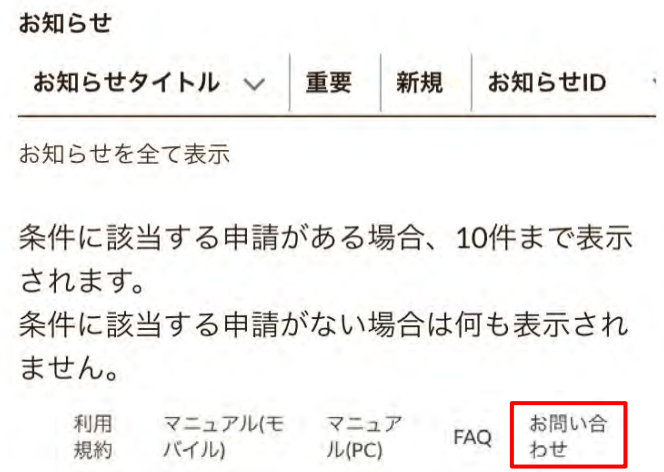 お知らせ
お知らせタイトル 重要 新規 お知らせID
お知らせを全て表示
条件に該当する申請がある場合、10件まで表示
されます。
条件に該当する申請がない場合は何も表示され
ません。
利用
規約
マニュアル(モ
バイル)
マニュア
ル(PC)
FAQ
お問い合
わせ